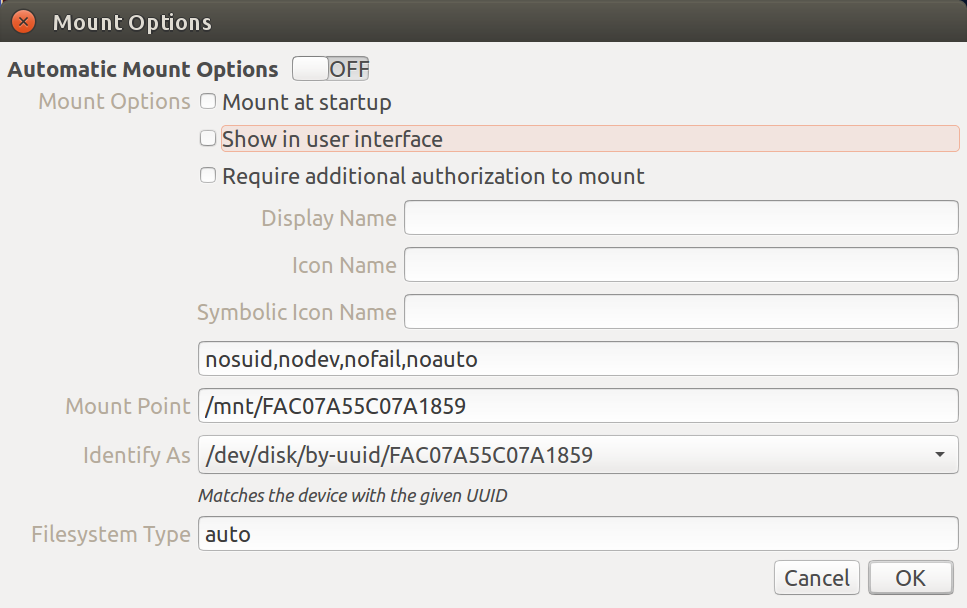 Mount Options
Automatic Mount Options OFF
Mount Options Mount at startup
Show in user interface
Require additional authorization to mount
Display Name
Icon Name
Symbolic Icon Name
nosuid,nodev,nofail,noauto
Mount Point /mnt/FAC07A55C07A1859
Identify As /dev/disk/by-uuid/FAC07A55C07A1859
Matches the device with the given UUID
Filesystem Type auto
Cancel OK